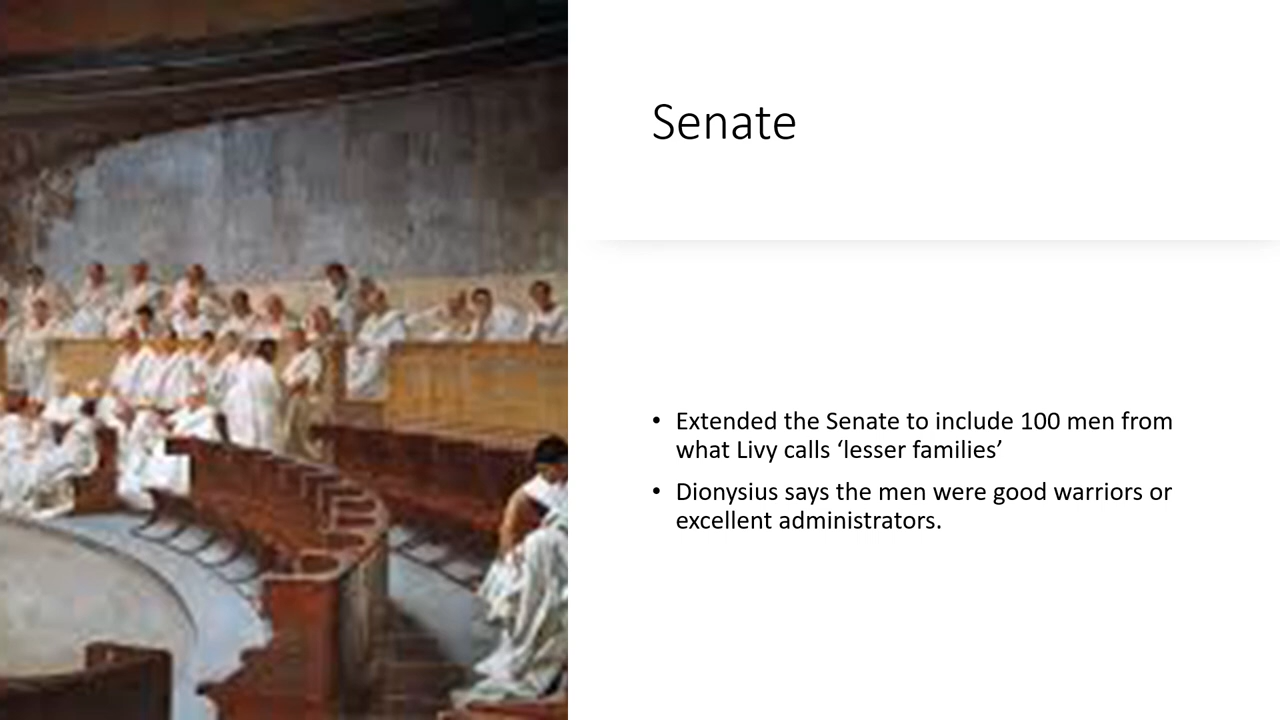 Senate
• Extended the Senate to include 100 men from
what Livy calls ‘lesser families’
• Dionysius says the men were good warriors or
excellent administrators.